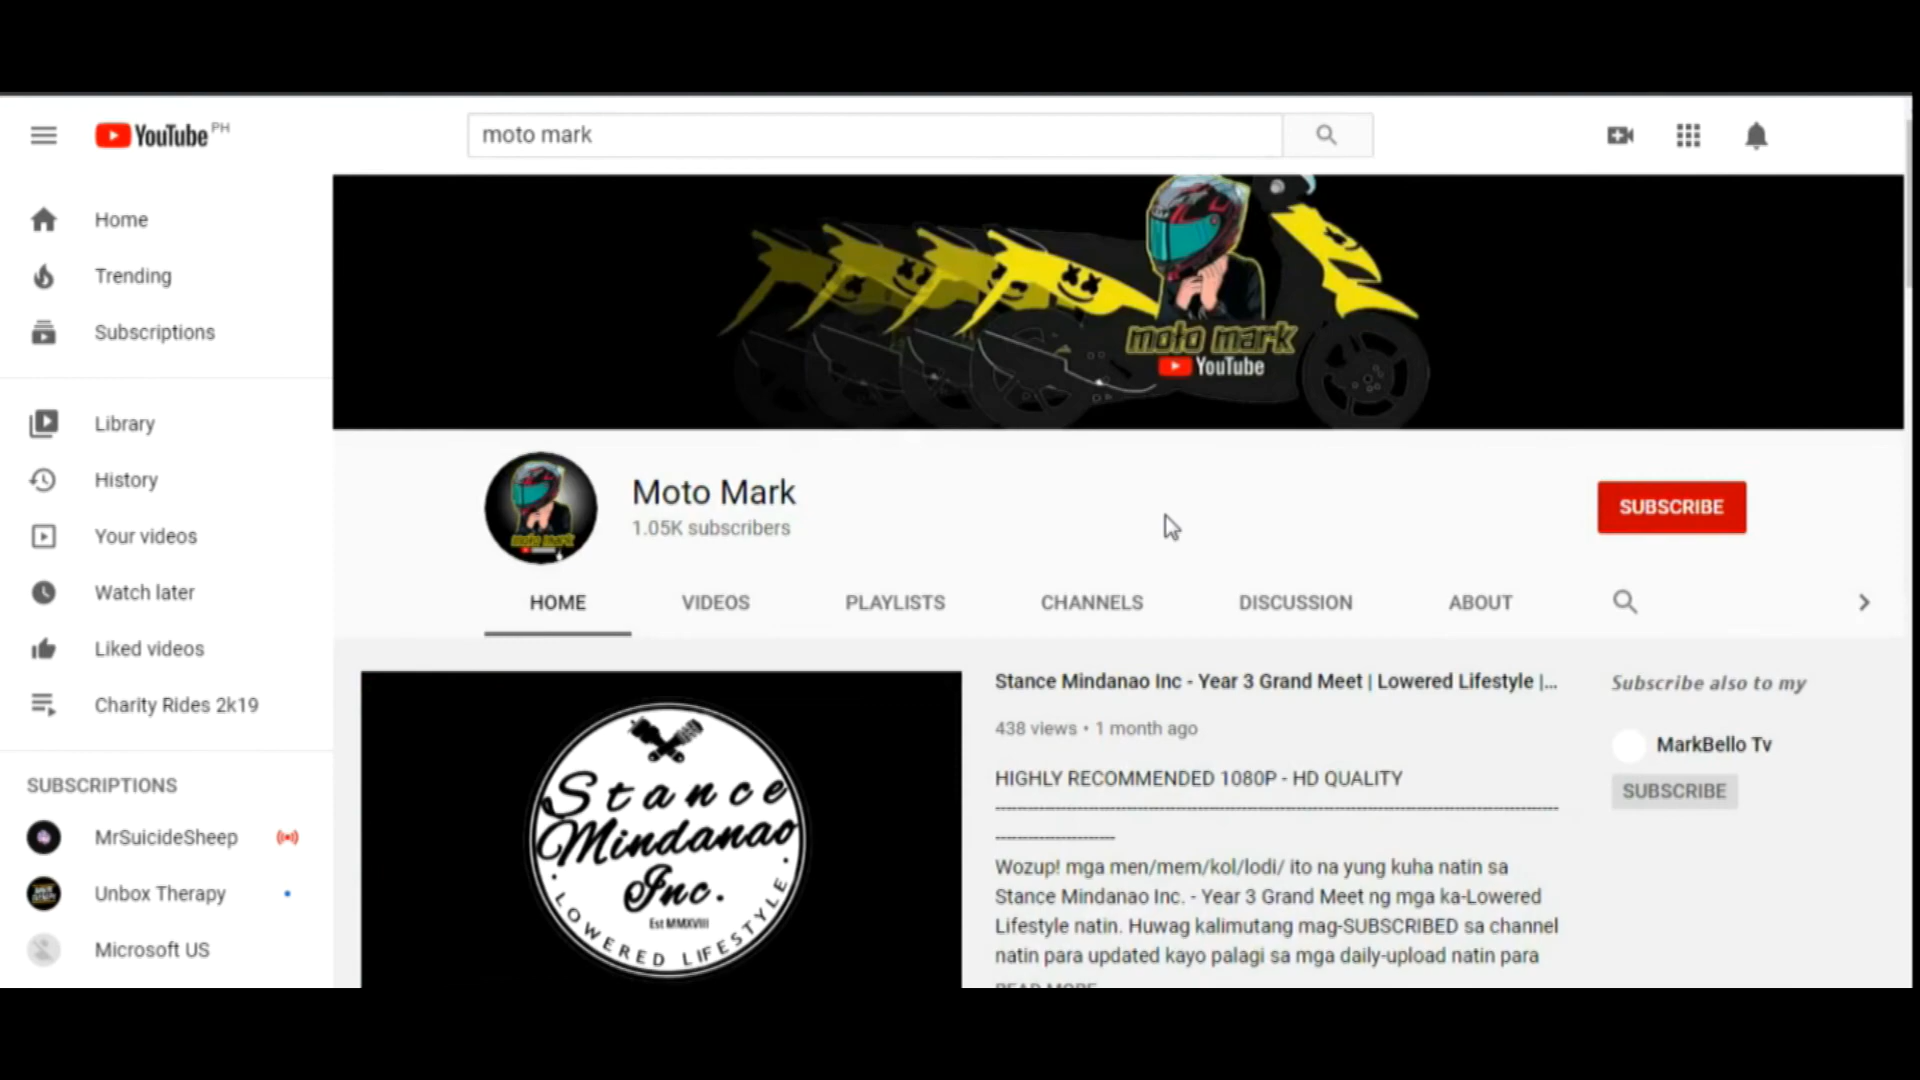 YouTube PH
moto mark
Home
Trending
Subscriptions
Library
History
Your videos
Watch later
Liked videos
Charity Rides 2k19
SUBSCRIPTIONS
MrSuicideSheep
Unbox Therapy
Microsoft US
moto mark
YouTube
moto mark
Moto Mark
1.05K subscribers
SUBSCRIBE
HOME VIDEOS PLAYLISTS CHANNELS DISCUSSION ABOUT
Stance
Mindanao
Inc.
Est MMXVIII
LOWERED LIFESTYLE
Stance Mindanao Inc - Year 3 Grand Meet | Lowered Lifestyle |...
438 views • 1 month ago
HIGHLY RECOMMENDED 1080P - HD QUALITY
Wozup! mga men/mem/kol/lodi/ ito na yung kuha natin sa
Stance Mindanao Inc. - Year 3 Grand Meet ng mga ka-Lowered
Lifestyle natin. Huwag kalimutang mag-SUBSCRIBED sa channel
natin para updated kayo palagi sa mga daily-upload natin para
READ MORE
Subscribe also to my
MarkBello Tv
SUBSCRIBE